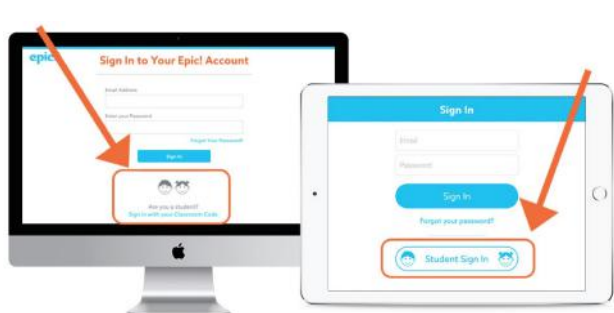 epic!
Sign In to Your Epic! Account
Email Address
Enter your Password
Forgot Your Password?
Sign In
Are you a student?
Sign in with your Classroom Code
Sign In
Email
Password
Sign In
Forgot your password?
Student Sign In